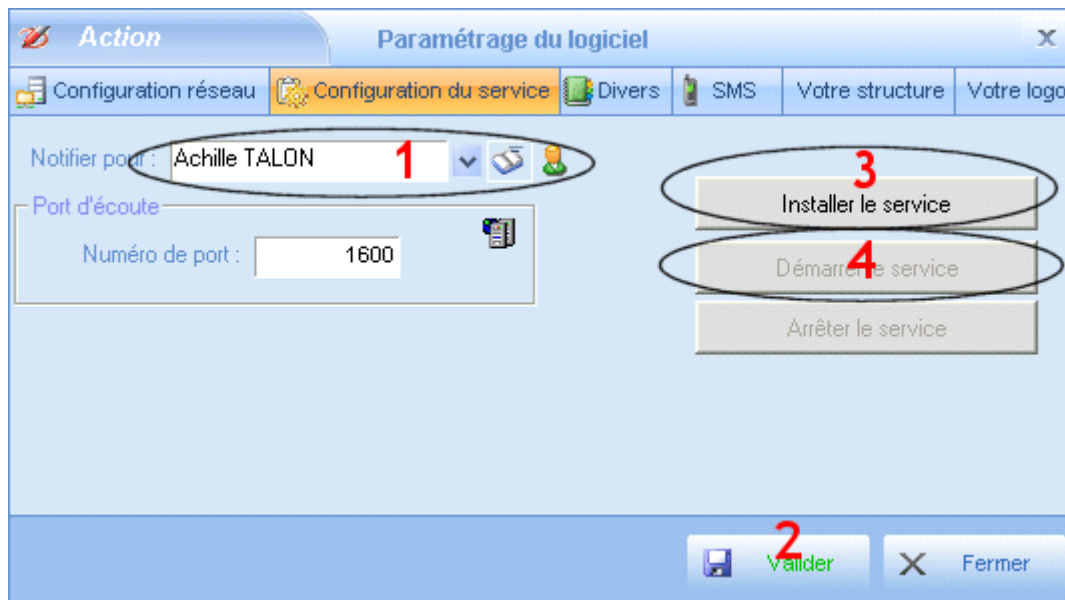 Action
Paramétrage du logiciel
Configuration réseau
Configuration du service
Divers
SMS
Votre structure
Votre logo
Notifier pour :
Achille TALON
1
3
Installer le service
Port d'écoute
Numéro de port :
1600
4
Démarrer le service
Arrêter le service
2
Valider
Fermer